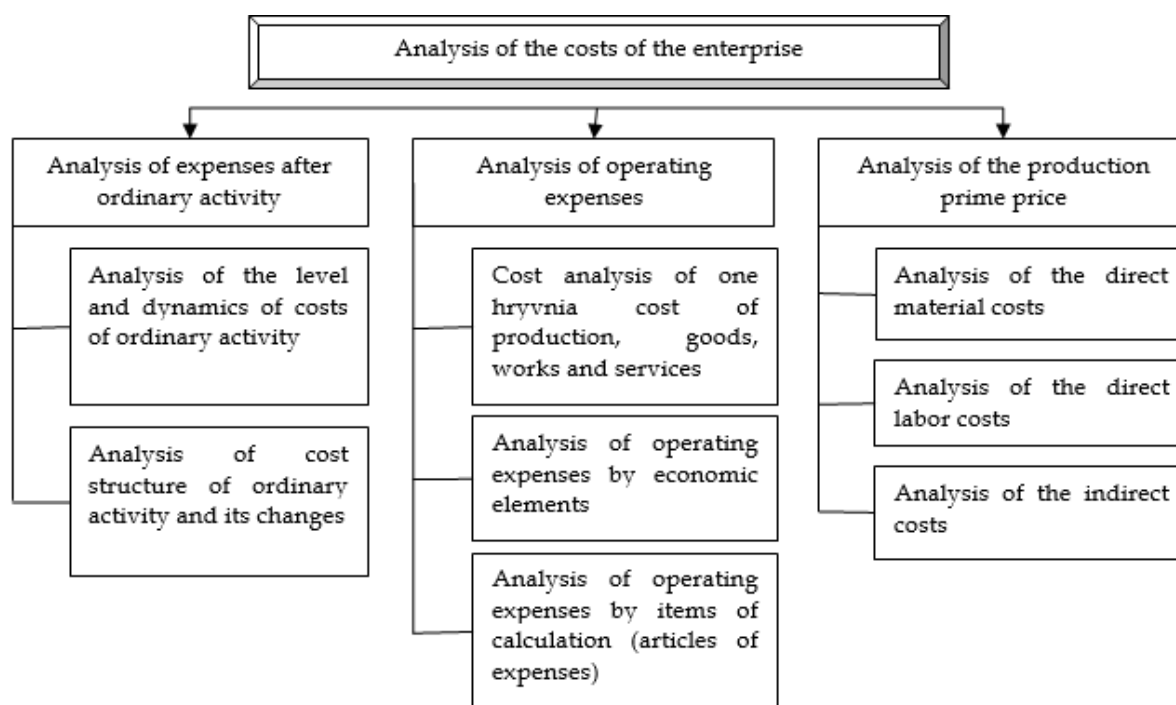 Analysis of the costs of the enterprise
Analysis of expenses after
ordinary activity
Analysis of the level
and dynamics of costs
of ordinary activity
Analysis of cost
structure of ordinary
activity and its changes
Analysis of operating
expenses
Cost analysis of one
hryvnia cost of
production, goods,
works and services
Analysis of operating
expenses by economic
elements
Analysis of operating
expenses by items of
calculation (articles of
expenses)
Analysis of the production
prime price
Analysis of the direct
material costs
Analysis of the direct
labor costs
Analysis of the indirect
costs